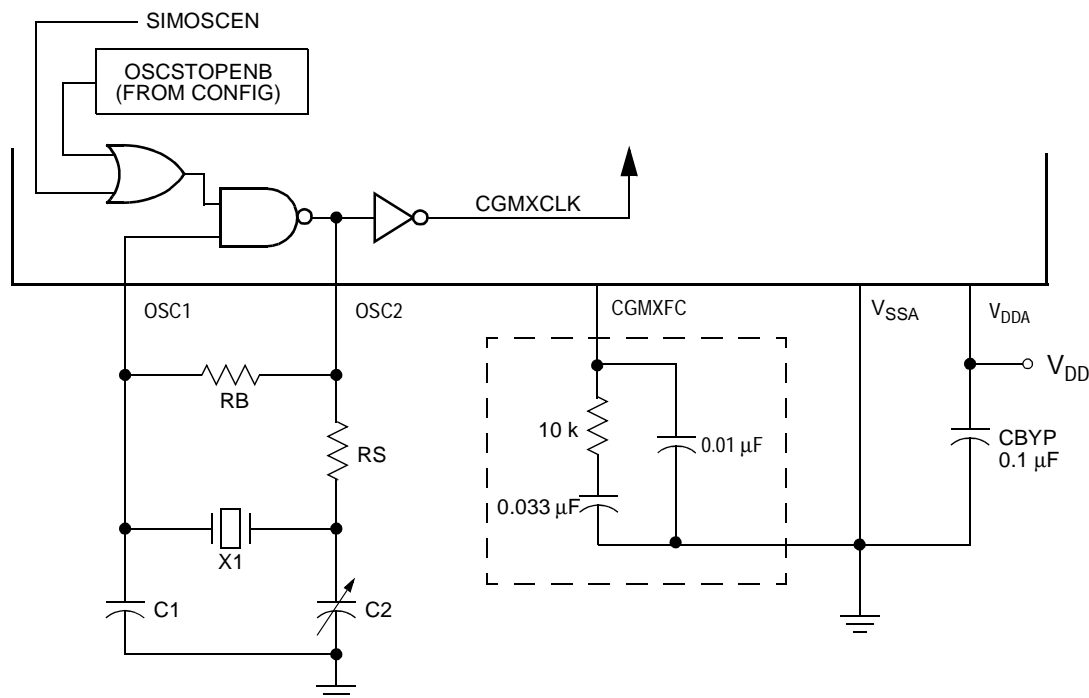 SIMOSCEN
OSCSTOPENB
(FROM CONFIG)
CGMXCLK
OSC1
OSC2
CGMXFC
VSSA
VDDA
VDD
RB
10 k
0.01 μF
CBYP
0.1 μF
RS
0.033 μF
X1
C1
C2